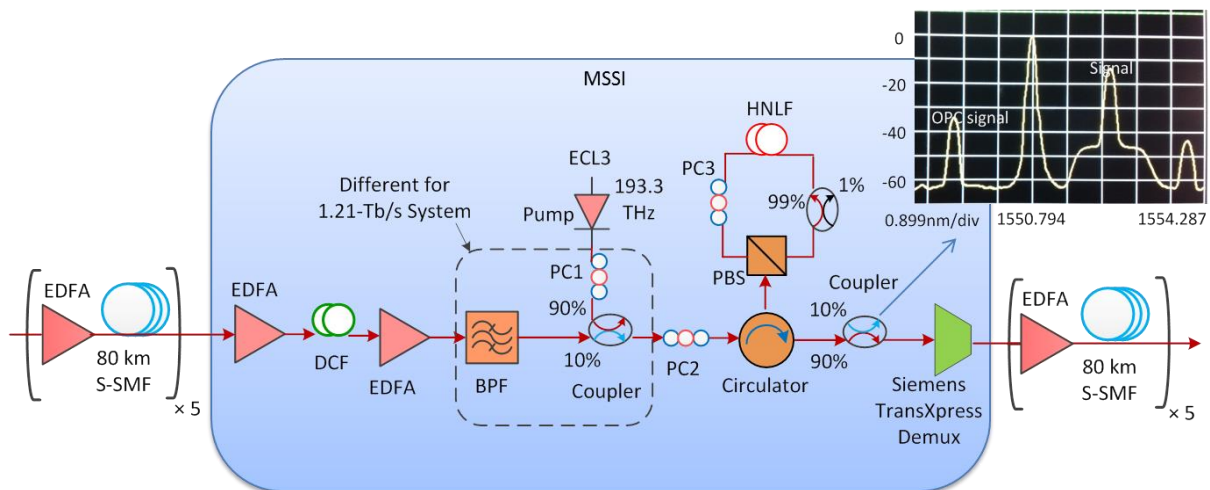 MSSI
0
-20
-40
-60
Signal
OPC signal
0.899nm/div
1550.794
1554.287
HNLF
PC3
99%
1%
PBS
ECL3
193.3
THz
Pump
Different for
1.21-Tb/s System
PC1
90%
10%
Coupler
BPF
EDFA
80 km
S-SMF
× 5
EDFA
DCF
EDFA
PC2
Circulator
Coupler
10%
90%
Siemens
TransXpress
Demux
EDFA
80 km
S-SMF
× 5